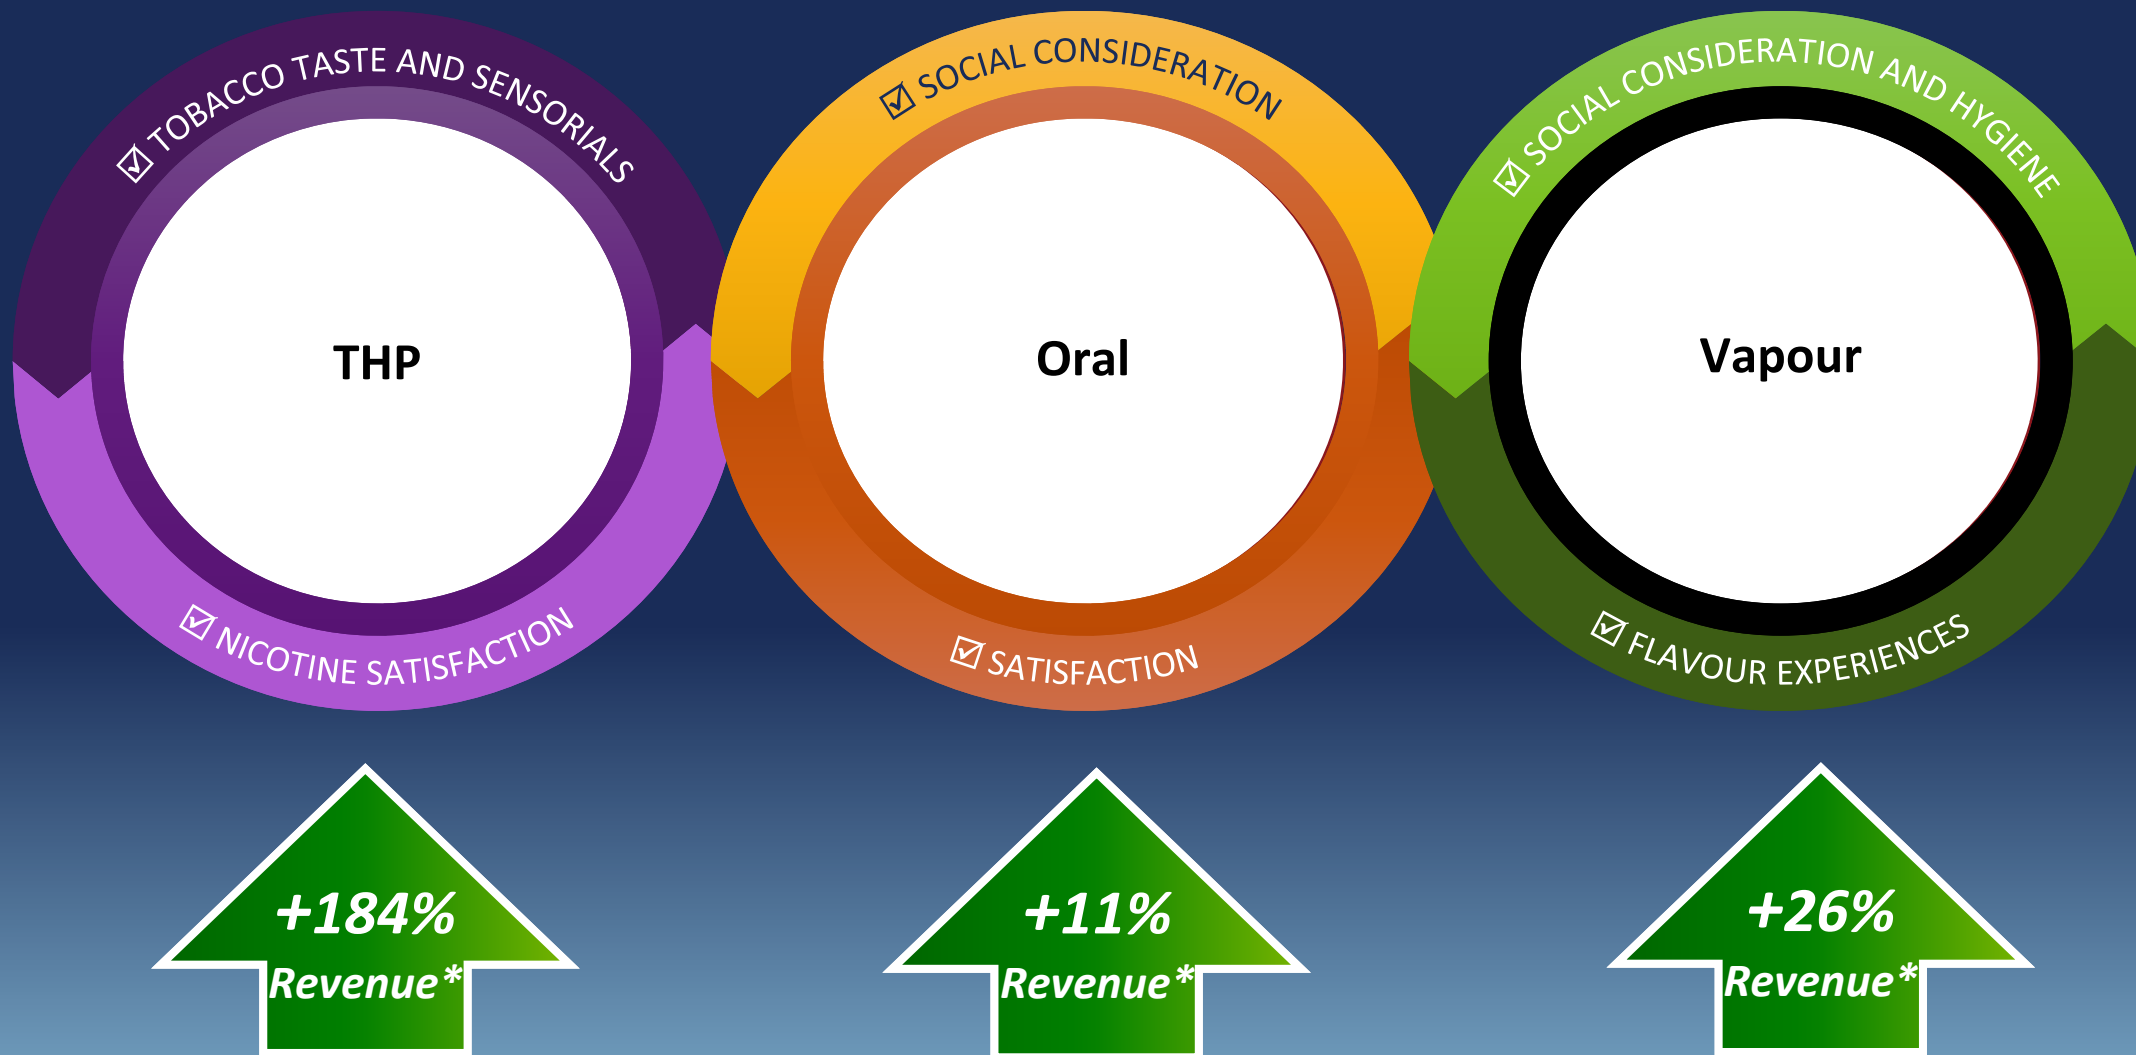 ☑ TOBACCO TASTE AND SENSORIALS
THP
☑ NICOTINE SATISFACTION
☑ SOCIAL CONSIDERATION
Oral
☑ SATISFACTION
☑ SOCIAL CONSIDERATION AND HYGIENE
Vapour
☑ FLAVOUR EXPERIENCES
+184%
Revenue*
+11%
Revenue*
+26%
Revenue*